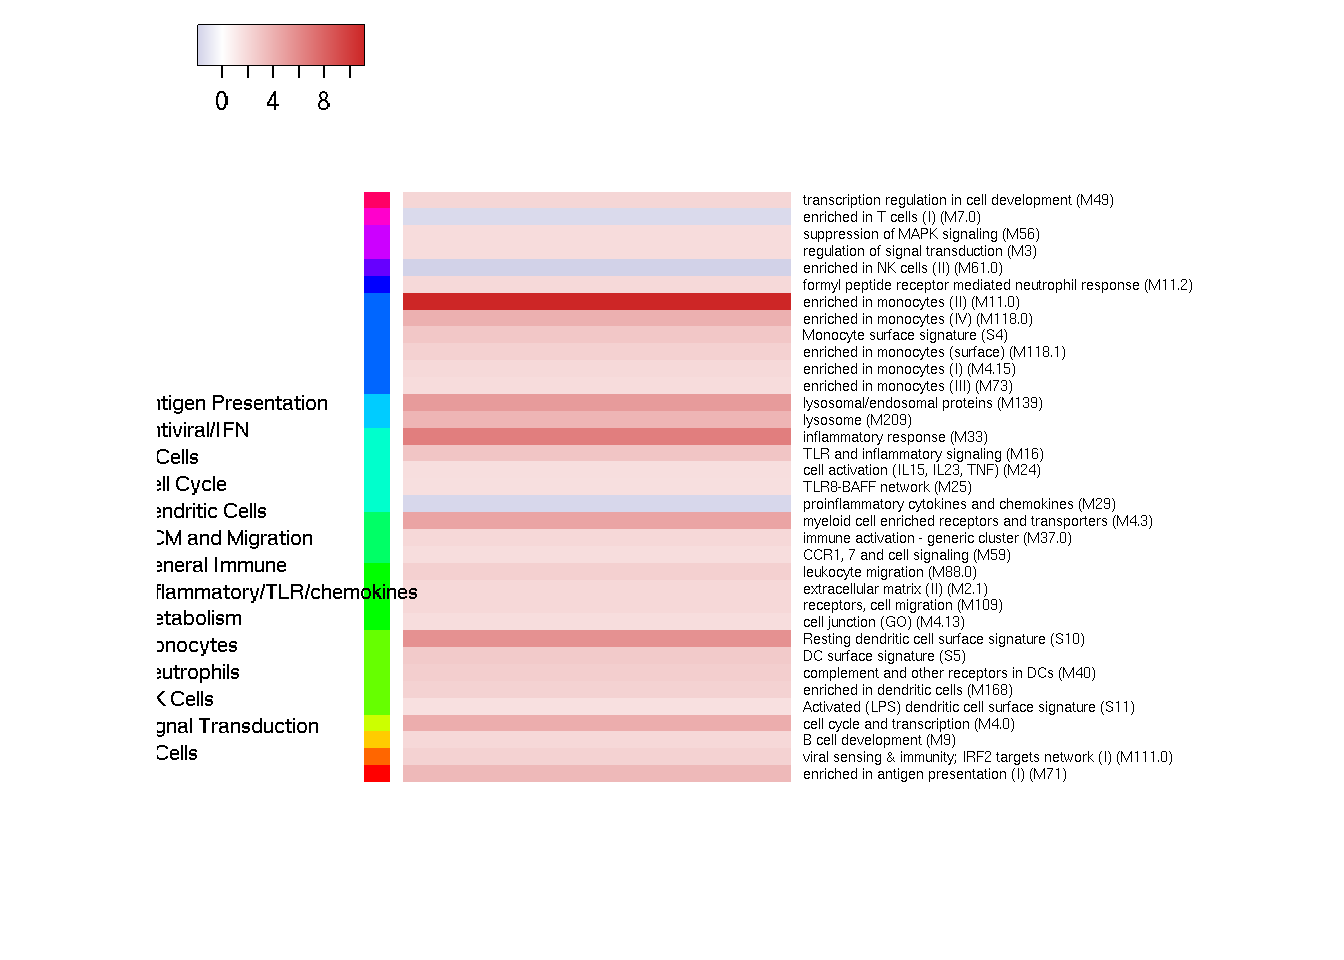 0 4 8
transcription regulation in cell development (M49)
enriched in T cells (I) (M7.0)
suppression of MAPK signaling (M56)
regulation of signal transduction (M3)
enriched in NK cells (II) (M61.0)
formyl peptide receptor mediated neutrophil response (M11.2)
enriched in monocytes (II) (M11.0)
enriched in monocytes (IV) (M118.0)
Monocyte surface signature (S4)
enriched in monocytes (surface) (M118.1)
enriched in monocytes (I) (M4.15)
enriched in monocytes (III) (M73)
lysosomal/endosomal proteins (M139)
lysosome (M209)
inflammatory response (M33)
TLR and inflammatory signaling (M16)
cell activation (IL15, IL23, TNF) (M24)
TLR8-BAFF network (M25)
proinflammatory cytokines and chemokines (M29)
myeloid cell enriched receptors and transporters (M4.3)
immune activation - generic cluster (M37.0)
CCR1, 7 and cell signaling (M59)
leukocyte migration (M88.0)
extracellular matrix (II) (M2.1)
receptors, cell migration (M109)
cell junction (GO) (M4.13)
Resting dendritic cell surface signature (S10)
DC surface signature (S5)
complement and other receptors in DCs (M40)
enriched in dendritic cells (M168)
Activated (LPS) dendritic cell surface signature (S11)
cell cycle and transcription (M4.0)
B cell development (M9)
viral sensing & immunity; IRF2 targets network (I) (M111.0)
enriched in antigen presentation (I) (M71)
ntigen Presentation
ntiviral/IFN
Cells
ell Cycle
endritic Cells
CM and Migration
eneral Immune
flammatory/TLR/chemokines
etabolism
onocytes
eutrophils
K Cells
gnal Transduction
Cells